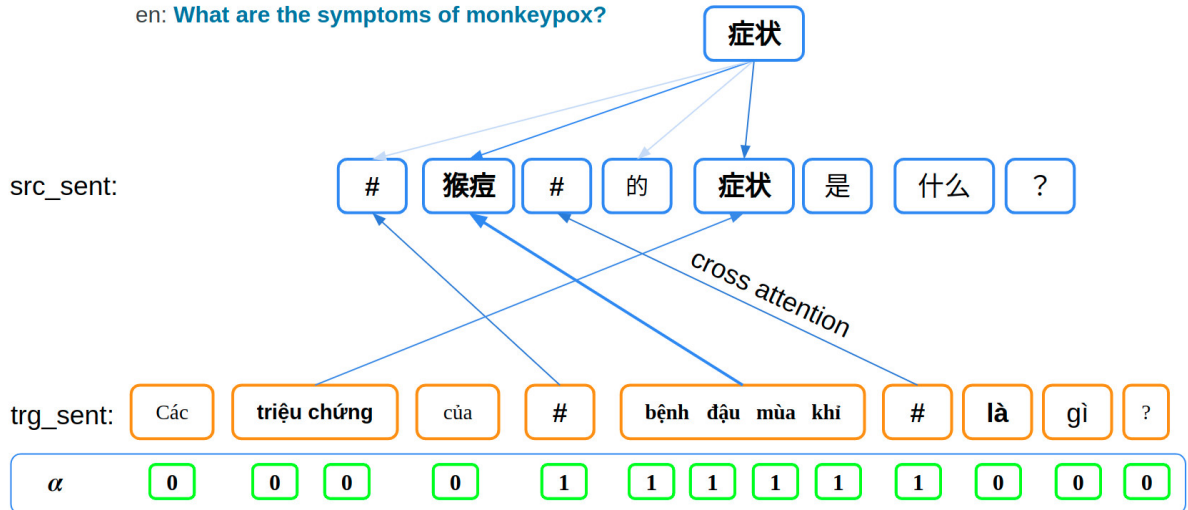 en: What are the symptoms of monkeypox?
症状
src_sent: # 猴痘 # 的 症状 是 什么 ？
cross attention
trg_sent: Các triệu chứng của # bệnh đậu mùa khỉ # là gì ?
α 0 0 0 0 1 1 1 1 1 1 0 0 0